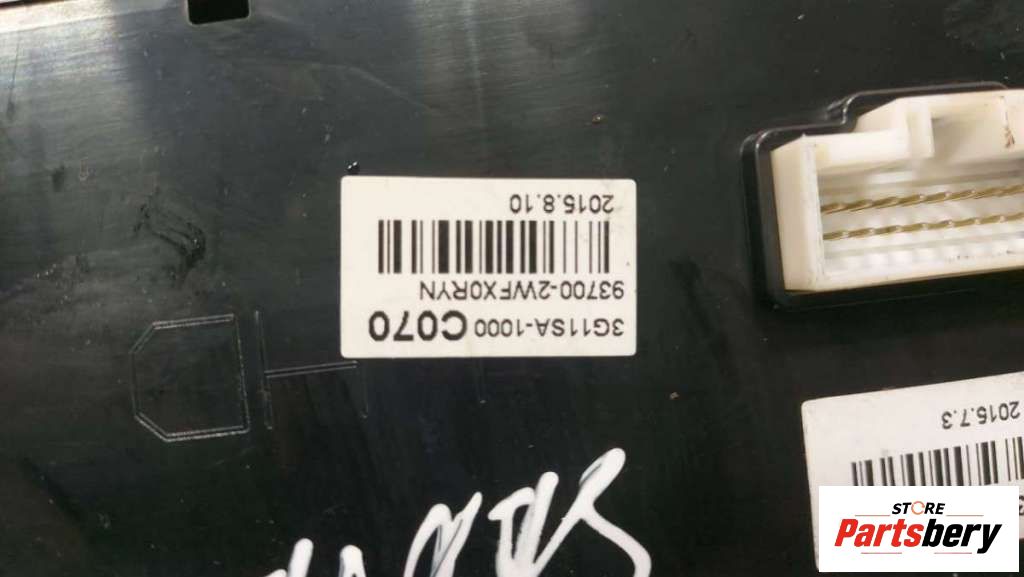 3G11SA-1000 C070
93700-2WFX0RYN
2015.8.10
2015.7.3
STORE
Partsbery